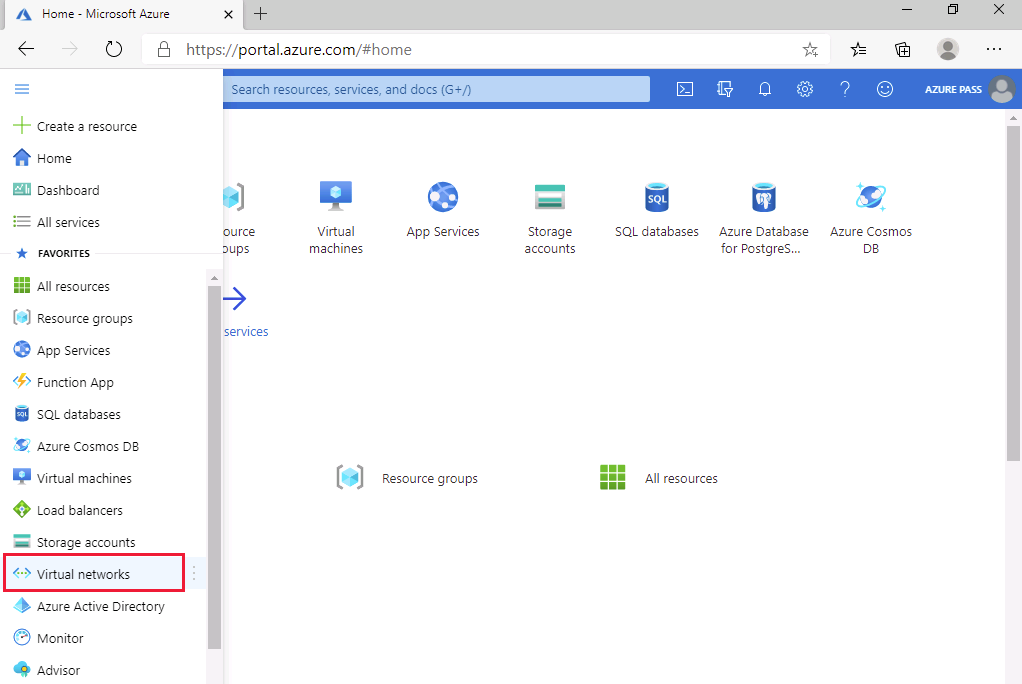 Home - Microsoft Azure
https://portal.azure.com/#home
Search resources, services, and docs (G+/)
AZURE PASS
Create a resource
Home
Dashboard
All services
FAVORITES
All resources
Resource groups
App Services
Function App
SQL databases
Azure Cosmos DB
Virtual machines
Load balancers
Storage accounts
Virtual networks
Azure Active Directory
Monitor
Advisor
ource
oups
Virtual
machines
App Services
Storage
accounts
SQL
SQL databases
Azure Database
for PostgreS...
Azure Cosmos
DB
services
Resource groups
All resources